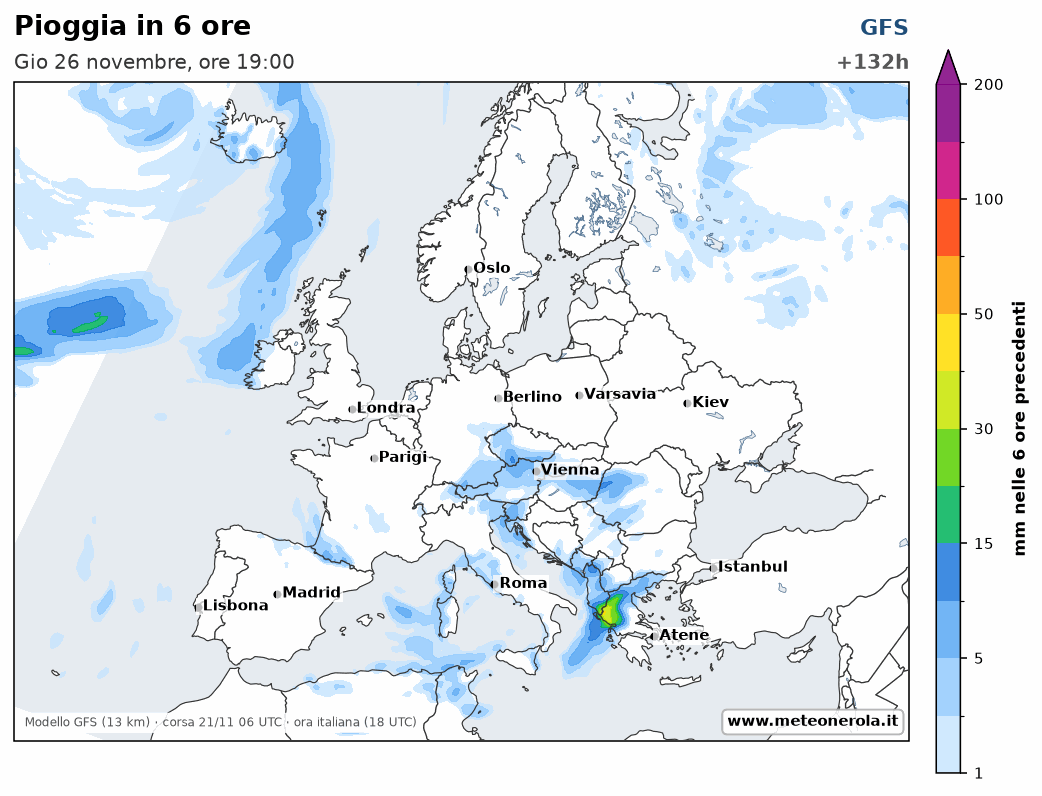 Pioggia in 6 ore
GFS
Gio 26 novembre, ore 19:00
+132h
200
100
50
30
15
5
1
mm nelle 6 ore precedenti
Oslo
Londra
Berlino
Varsavia
Kiev
Parigi
Vienna
Istanbul
Roma
Madrid
Lisbona
Atene
Modello GFS (13 km) · corsa 21/11 06 UTC · ora italiana (18 UTC)
www.meteonerola.it